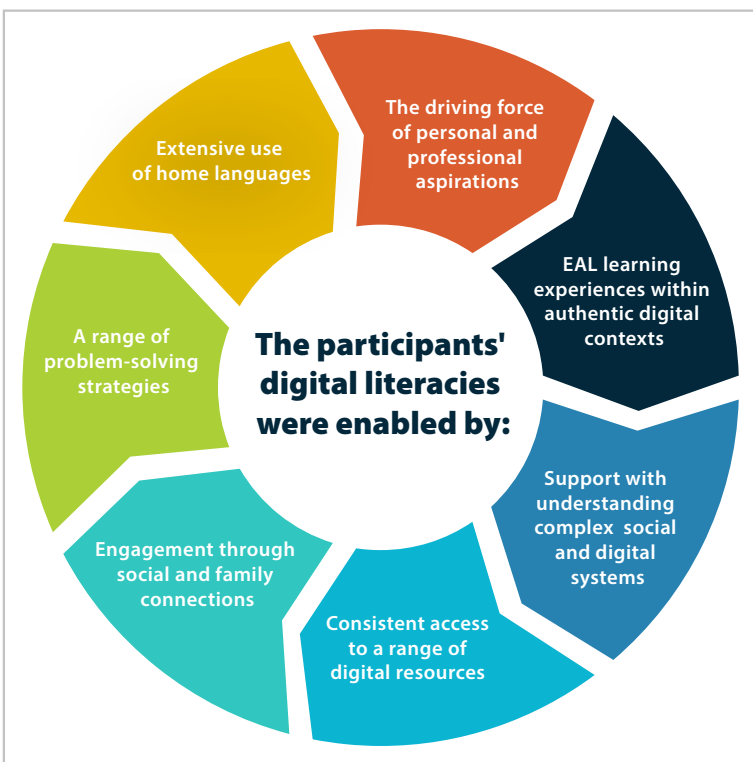 The participants'
digital literacies
were enabled by:
The driving force
of personal and
professional
aspirations
EAL learning
experiences within
authentic digital
contexts
Support with
understanding
complex social
and digital
systems
Consistent access
to a range of
digital resources
Engagement through
social and family
connections
A range of
problem-solving
strategies
Extensive use
of home languages